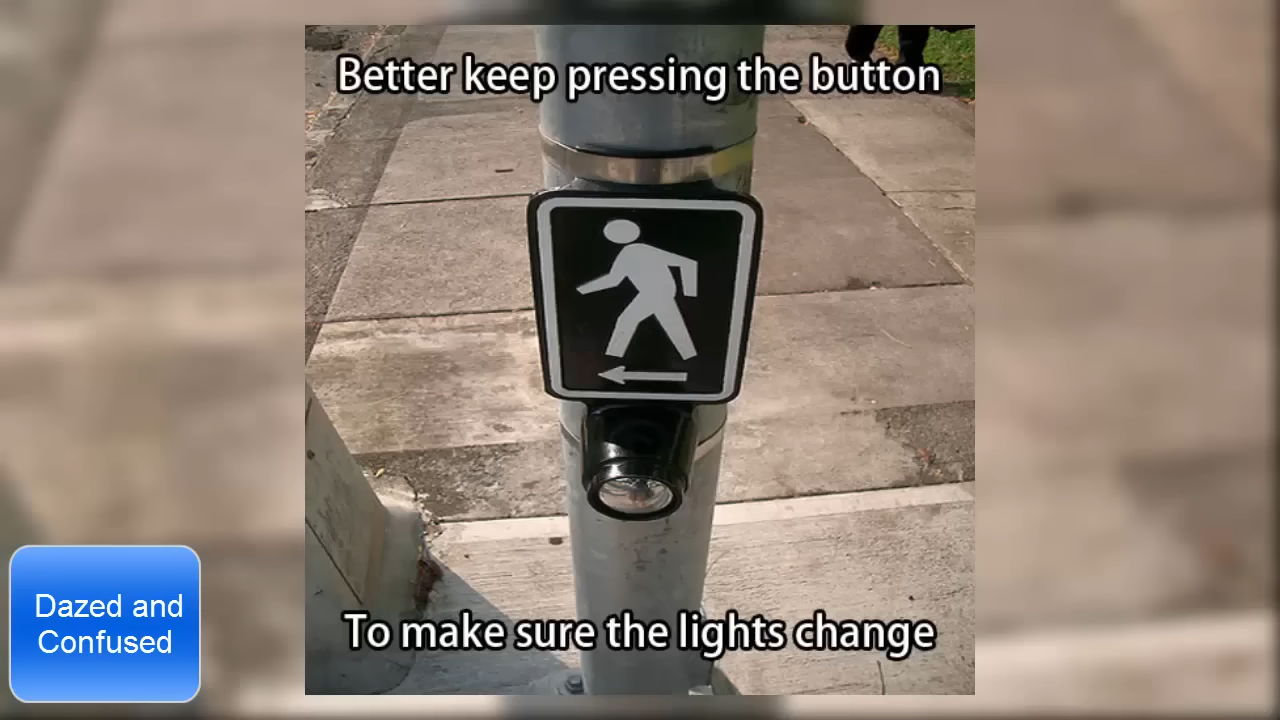 Better keep pressing the button
To make sure the lights change
Dazed and
Confused